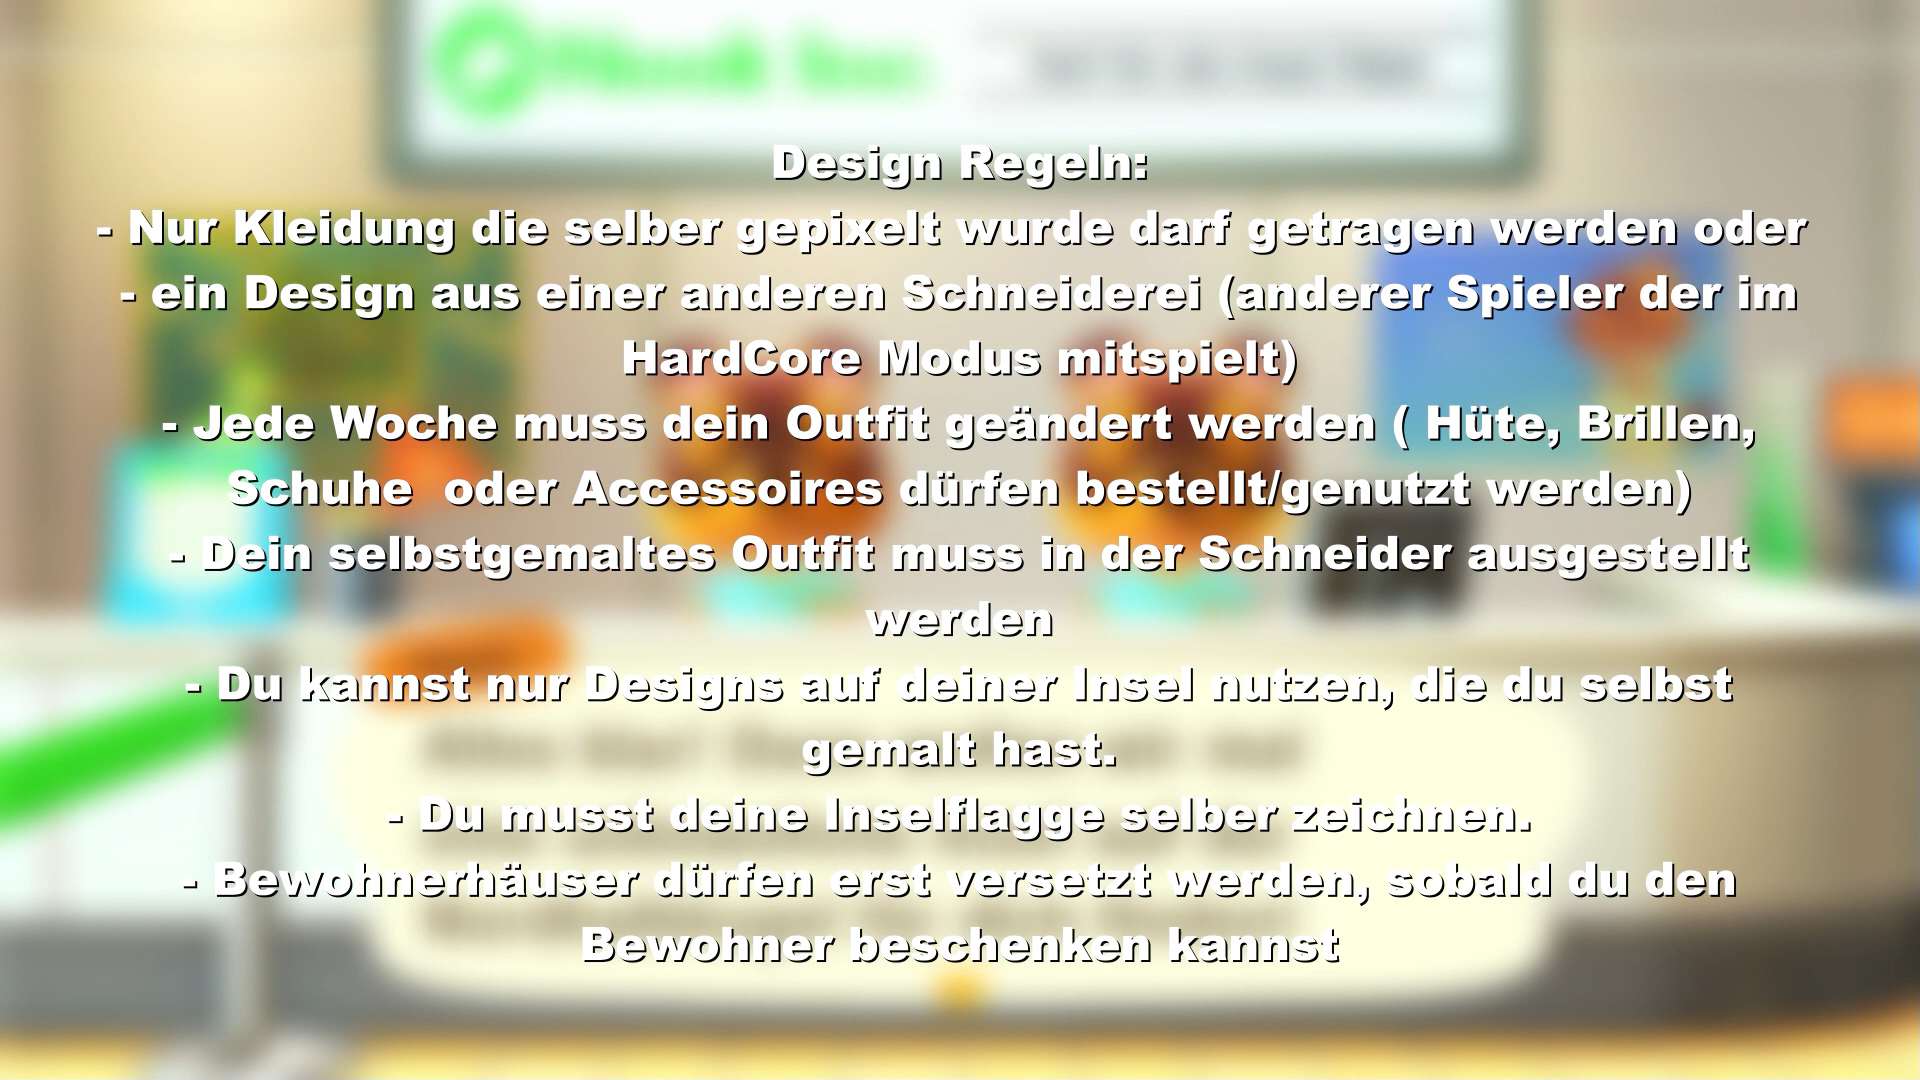 Design Regeln:
- Nur Kleidung die selber gepixelt wurde darf getragen werden oder
- ein Design aus einer anderen Schneiderei (anderer Spieler der im
HardCore Modus mitspielt)
- Jede Woche muss dein Outfit geändert werden ( Hüte, Brillen,
Schuhe  oder Accessoires dürfen bestellt/genutzt werden)
- Dein selbstgemaltes Outfit muss in der Schneider ausgestellt
werden
- Du kannst nur Designs auf deiner Insel nutzen, die du selbst
gemalt hast.
- Du musst deine Inselflagge selber zeichnen.
- Bewohnerhäuser dürfen erst versetzt werden, sobald du den
Bewohner beschenken kannst